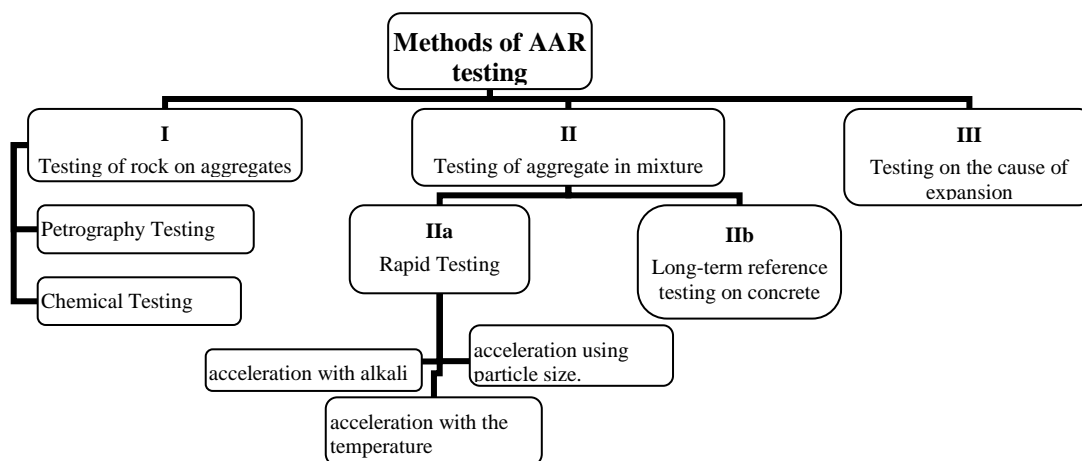 Methods of AAR
testing
I
Testing of rock on aggregates
II
Testing of aggregate in mixture
III
Testing on the cause of
expansion
Petrography Testing
Chemical Testing
IIa
Rapid Testing
IIb
Long-term reference
testing on concrete
acceleration with alkali
acceleration using
particle size.
acceleration with the
temperature